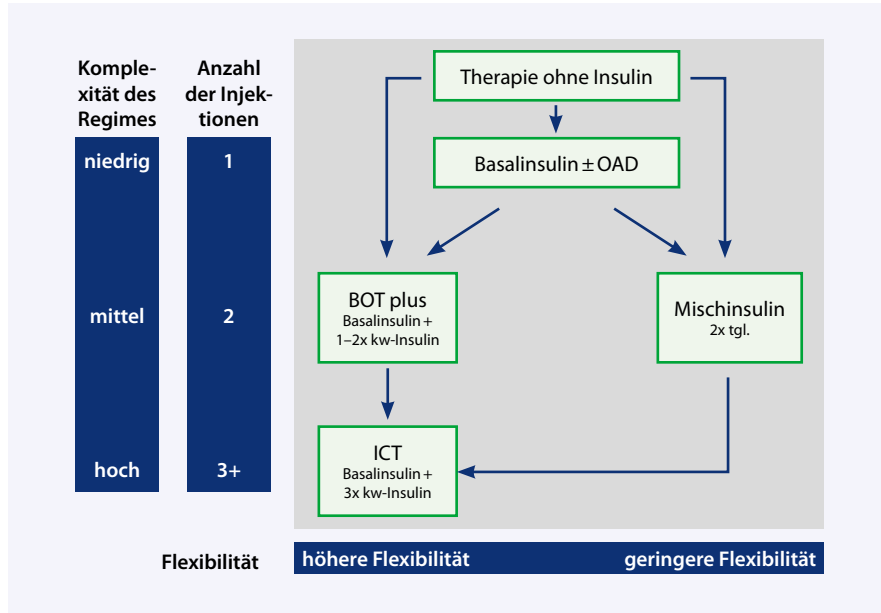 Komple-
xität des
Regimes
Anzahl
der Injek-
tionen
niedrig
1
mittel
2
hoch
3+
Therapie ohne Insulin
Basalinsulin ± OAD
BOT plus
Basalinsulin +
1–2x kw-Insulin
Mischinsulin
2x tgl.
ICT
Basalinsulin +
3x kw-Insulin
Flexibilität
höhere Flexibilität
geringere Flexibilität